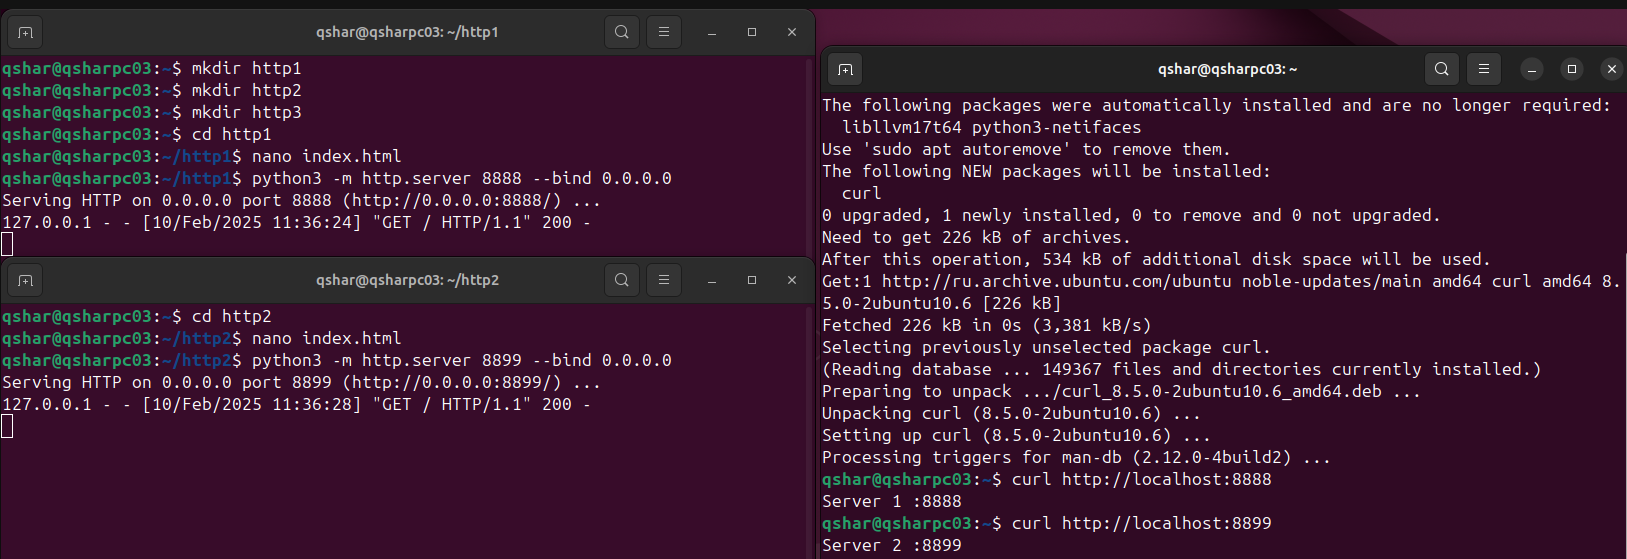 qshar@qsharpc03: ~/http1
qshar@qsharpc03:~$ mkdir http1
qshar@qsharpc03:~$ mkdir http2
qshar@qsharpc03:~$ mkdir http3
qshar@qsharpc03:~$ cd http1
qshar@qsharpc03:~/http1$ nano index.html
qshar@qsharpc03:~/http1$ python3 -m http.server 8888 --bind 0.0.0.0
Serving HTTP on 0.0.0.0 port 8888 (http://0.0.0.0:8888/) ...
127.0.0.1 - - [10/Feb/2025 11:36:24] "GET / HTTP/1.1" 200 -
qshar@qsharpc03: ~/http2
qshar@qsharpc03:~$ cd http2
qshar@qsharpc03:~/http2$ nano index.html
qshar@qsharpc03:~/http2$ python3 -m http.server 8899 --bind 0.0.0.0
Serving HTTP on 0.0.0.0 port 8899 (http://0.0.0.0:8899/) ...
127.0.0.1 - - [10/Feb/2025 11:36:28] "GET / HTTP/1.1" 200 -
qshar@qsharpc03: ~
The following packages were automatically installed and are no longer required:
libllvm17t64 python3-netifaces
Use 'sudo apt autoremove' to remove them.
The following NEW packages will be installed:
curl
0 upgraded, 1 newly installed, 0 to remove and 0 not upgraded.
Need to get 226 kB of archives.
After this operation, 534 kB of additional disk space will be used.
Get:1 http://ru.archive.ubuntu.com/ubuntu noble-updates/main amd64 curl amd64 8.
5.0-2ubuntu10.6 [226 kB]
Fetched 226 kB in 0s (3,381 kB/s)
Selecting previously unselected package curl.
(Reading database ... 149367 files and directories currently installed.)
Preparing to unpack .../curl_8.5.0-2ubuntu10.6_amd64.deb ...
Unpacking curl (8.5.0-2ubuntu10.6) ...
Setting up curl (8.5.0-2ubuntu10.6) ...
Processing triggers for man-db (2.12.0-4build2) ...
qshar@qsharpc03:~$ curl http://localhost:8888
Server 1 :8888
qshar@qsharpc03:~$ curl http://localhost:8899
Server 2 :8899